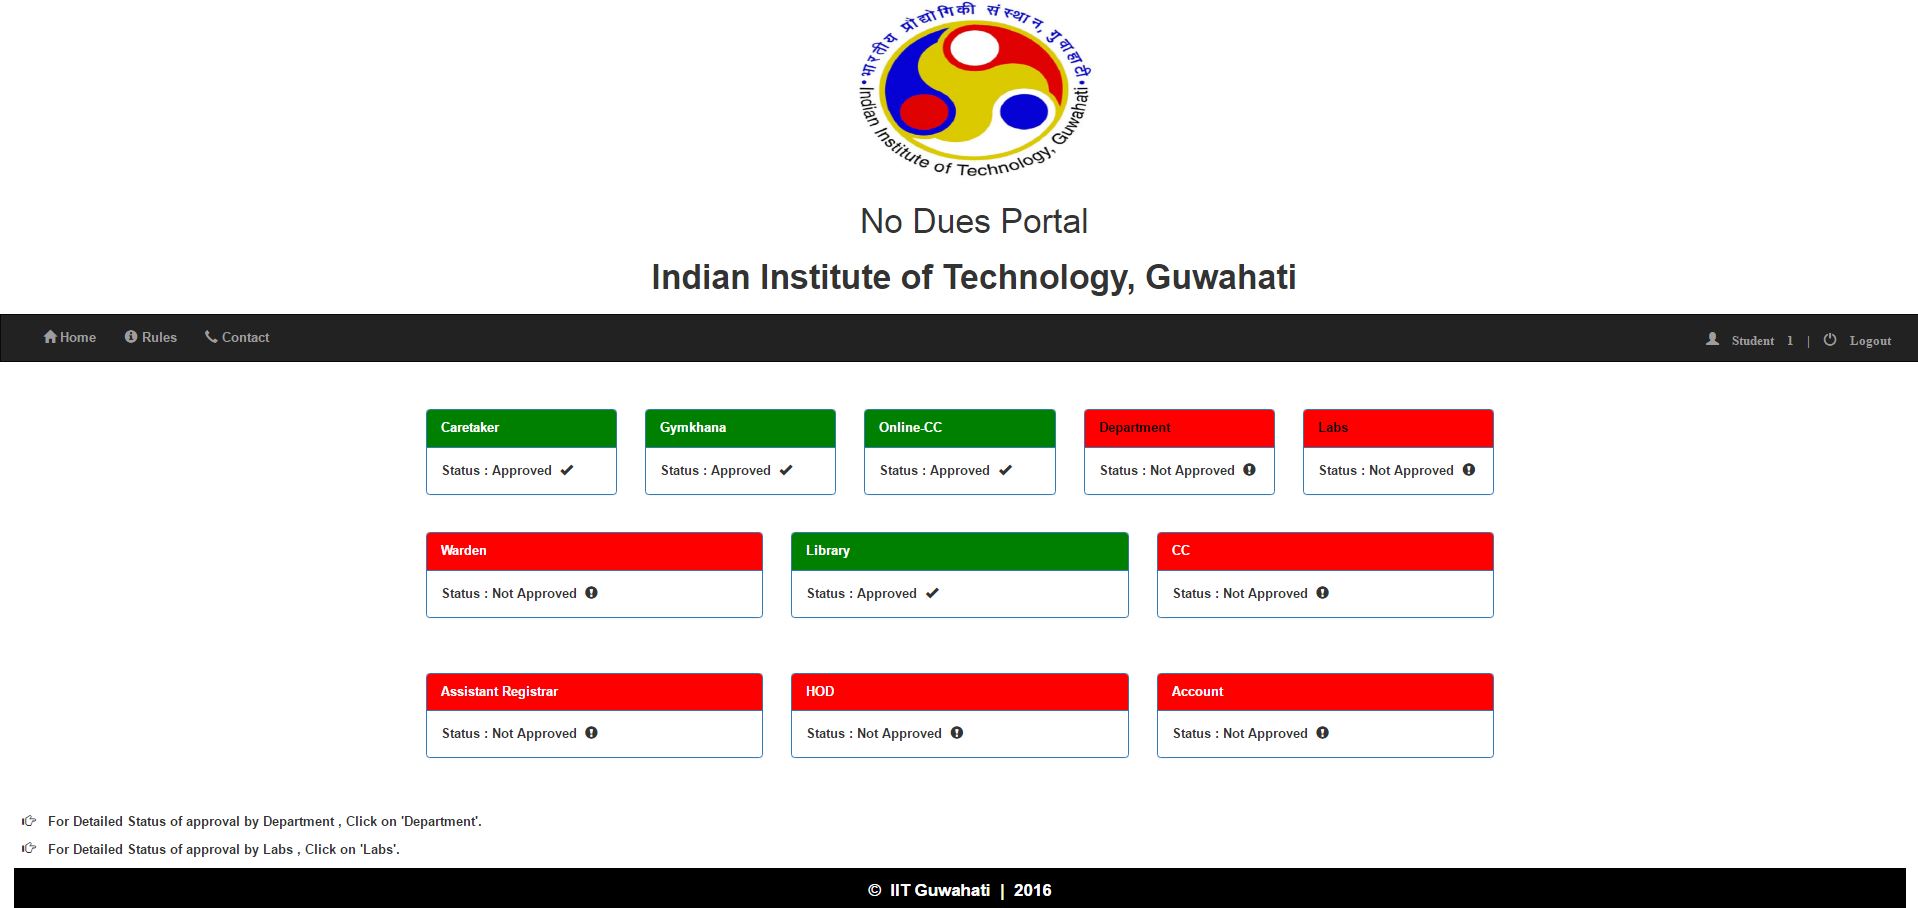 भारतीय प्रौद्योगिकी संस्थान, गुवाहाटी
Indian Institute of Technology, Guwahati
No Dues Portal
Indian Institute of Technology, Guwahati
Home Rules Contact Student 1 | Logout
Caretaker Gymkhana Online-CC Department Labs
Status : Approved Status : Approved Status : Approved Status : Not Approved Status : Not Approved
Warden Library CC
Status : Not Approved Status : Approved Status : Not Approved
Assistant Registrar HOD Account
Status : Not Approved Status : Not Approved Status : Not Approved
For Detailed Status of approval by Department , Click on 'Department'.
For Detailed Status of approval by Labs , Click on 'Labs'.
© IIT Guwahati | 2016